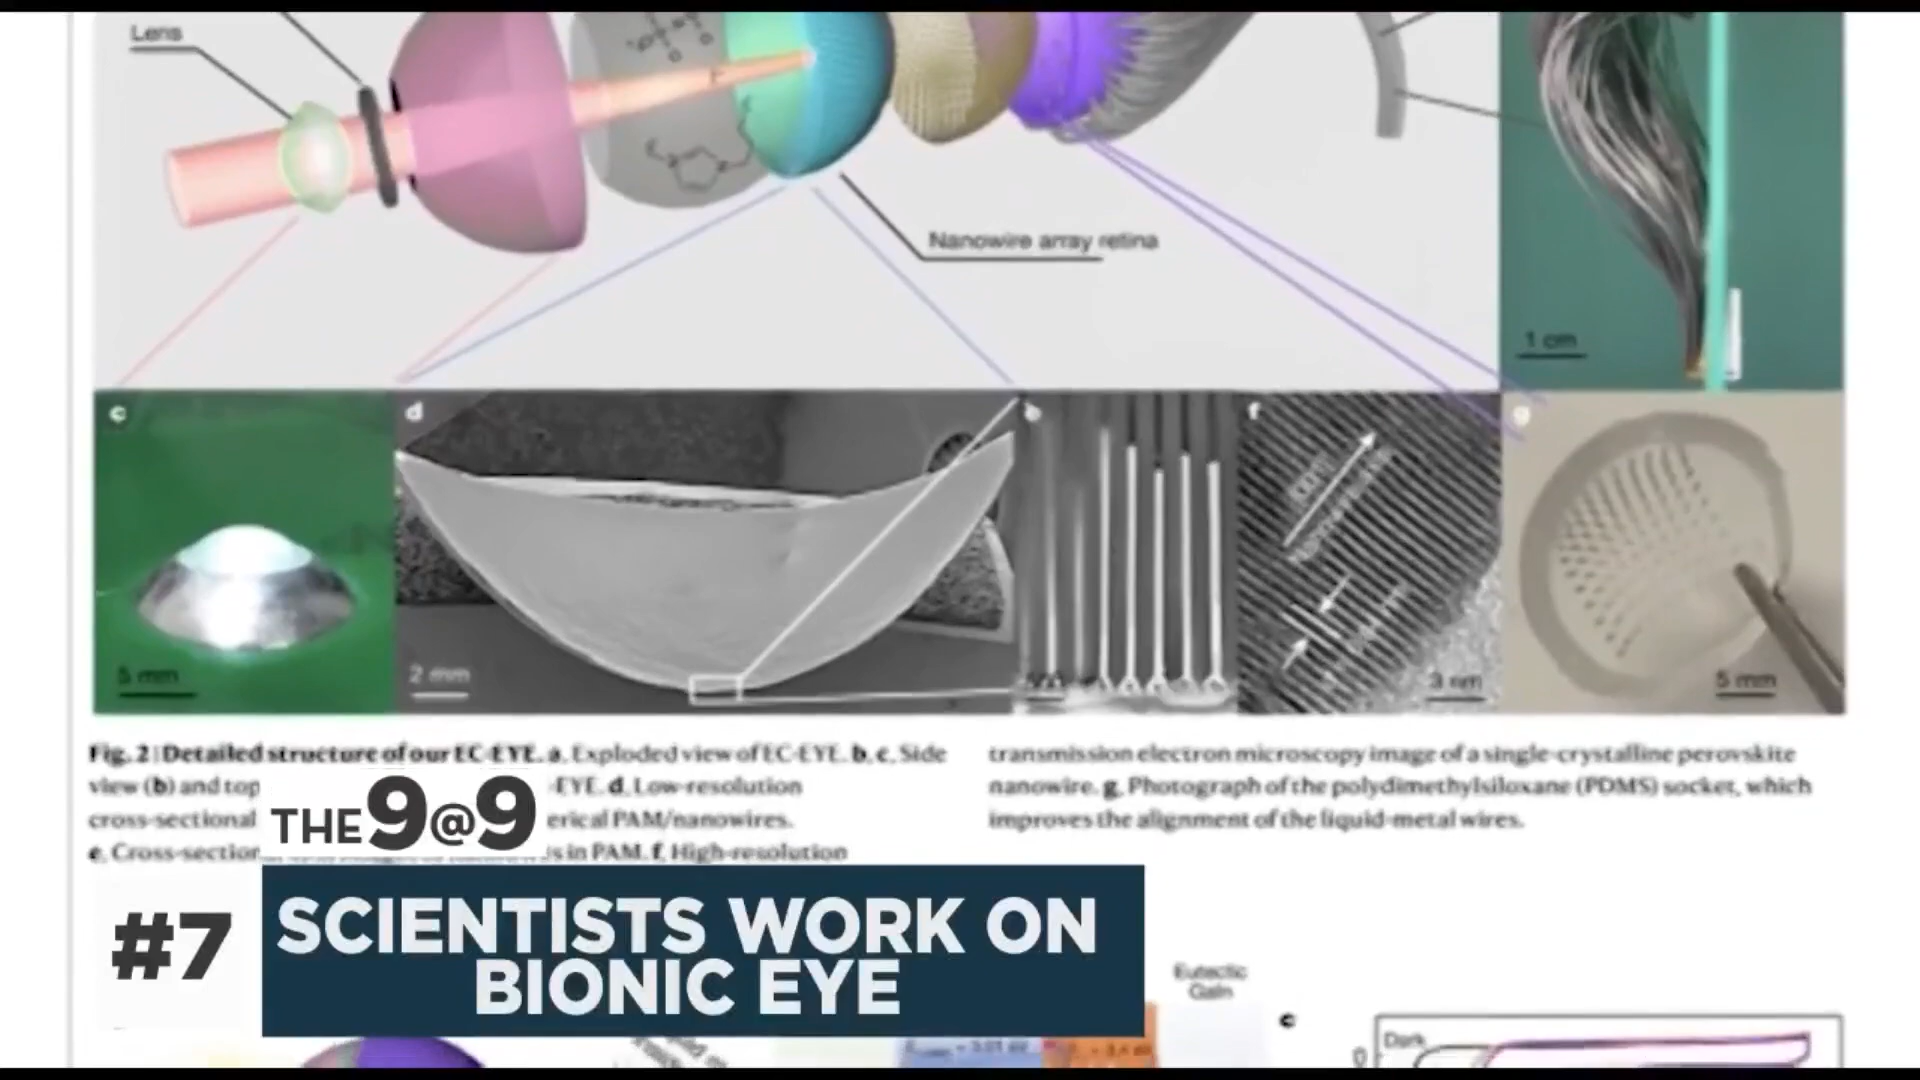 Lens
Nanowire array retina
1 cm
c
d
e
f
g
5 mm
2 mm
500
3 nm
5 mm
Fig. 2 | Detailed structure of our EC-EYE. a, Exploded view of EC-EYE. b, c, Side
view (b) and top
-EYE. d, Low-resolution
cross-sectional
erical PAM/nanowires.
e, Cross-section
s in PAM. f, High-resolution
transmission electron microscopy image of a single-crystalline perovskite
nanowire. g, Photograph of the polydimethylsiloxane (PDMS) socket, which
improves the alignment of the liquid-metal wires.
THE 9@9
#7
SCIENTISTS WORK ON
BIONIC EYE
Eutectic
GaIn
c
Dark
0